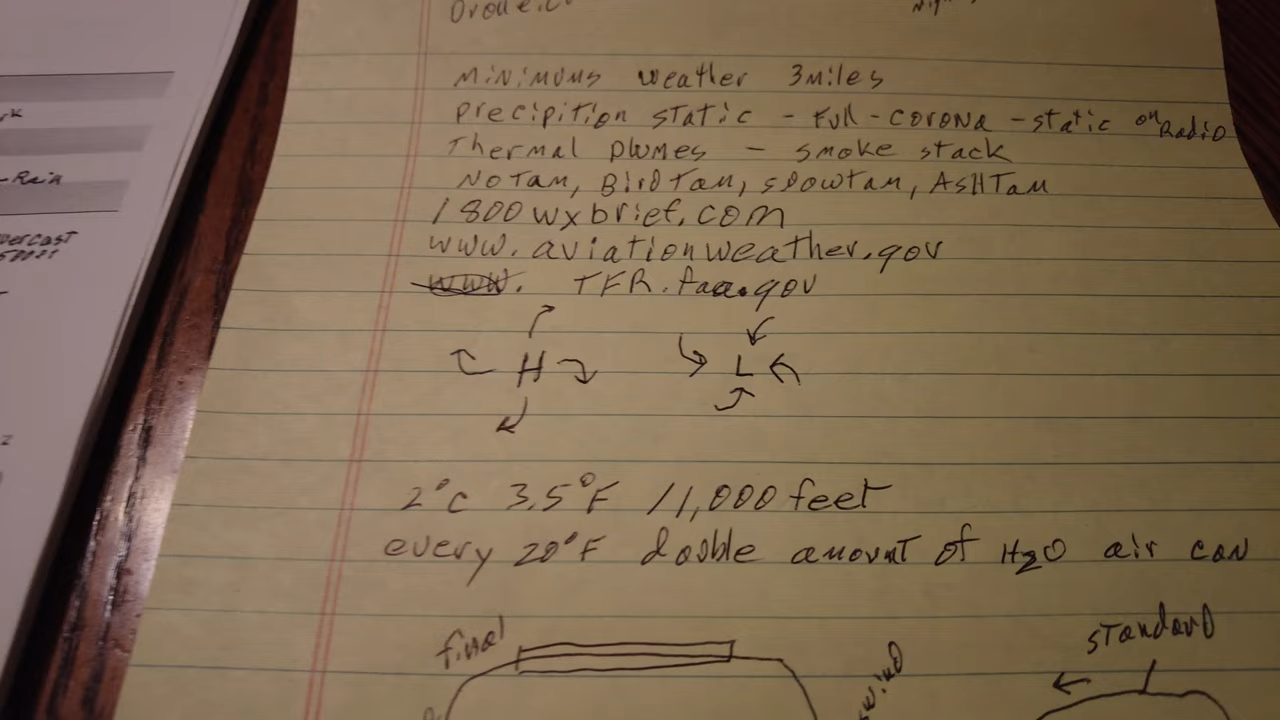 Minimums weather 3miles
Precipition static - Full - corona - static on Radio
Thermal plumes - smoke stack
NoTam, BirdTam, snowtam, AshTam
1800wxbrief.com
www.aviationweather.gov
www. TFR.faa.gov
H L
2°C 3.5°F /1,000 feet
every 20°F double amount of H2O air can
final
standard
-Rain